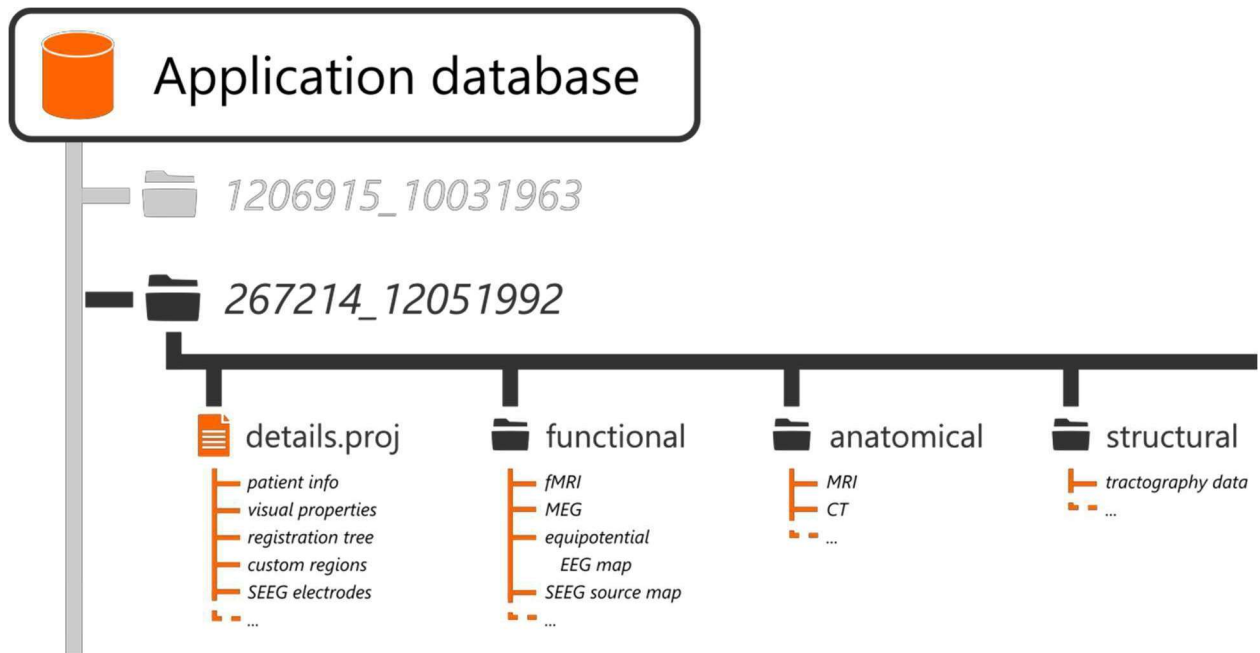 Application database
1206915_10031963
267214_12051992
details.proj
patient info
visual properties
registration tree
custom regions
SEEG electrodes
...
functional
fMRI
MEG
equipotential
EEG map
SEEG source map
...
anatomical
MRI
CT
...
structural
tractography data
...